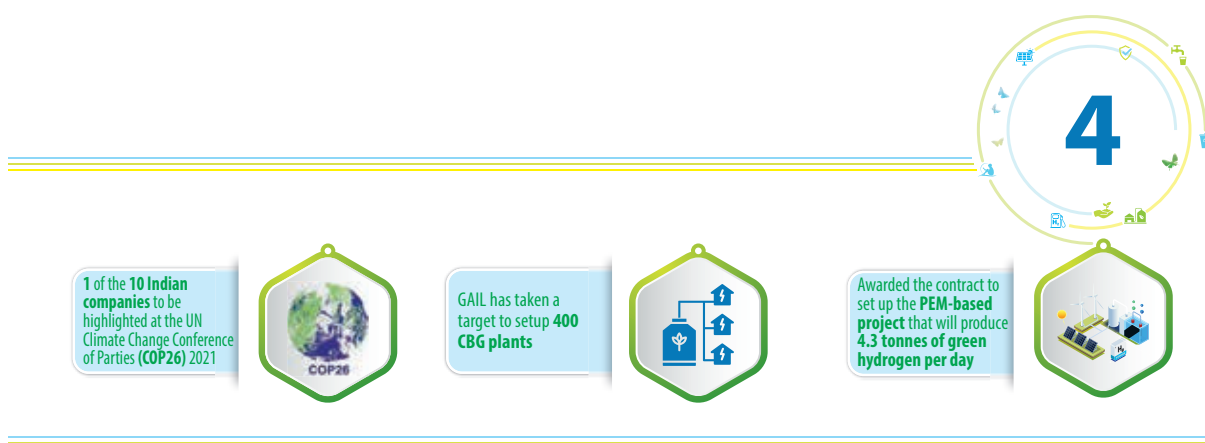 4
1 of the 10 Indian
companies to be
highlighted at the UN
Climate Change Conference
of Parties (COP26) 2021
COP26
GAIL has taken a
target to setup 400
CBG plants
Awarded the contract to
set up the PEM-based
project that will produce
4.3 tonnes of green
hydrogen per day
H₂